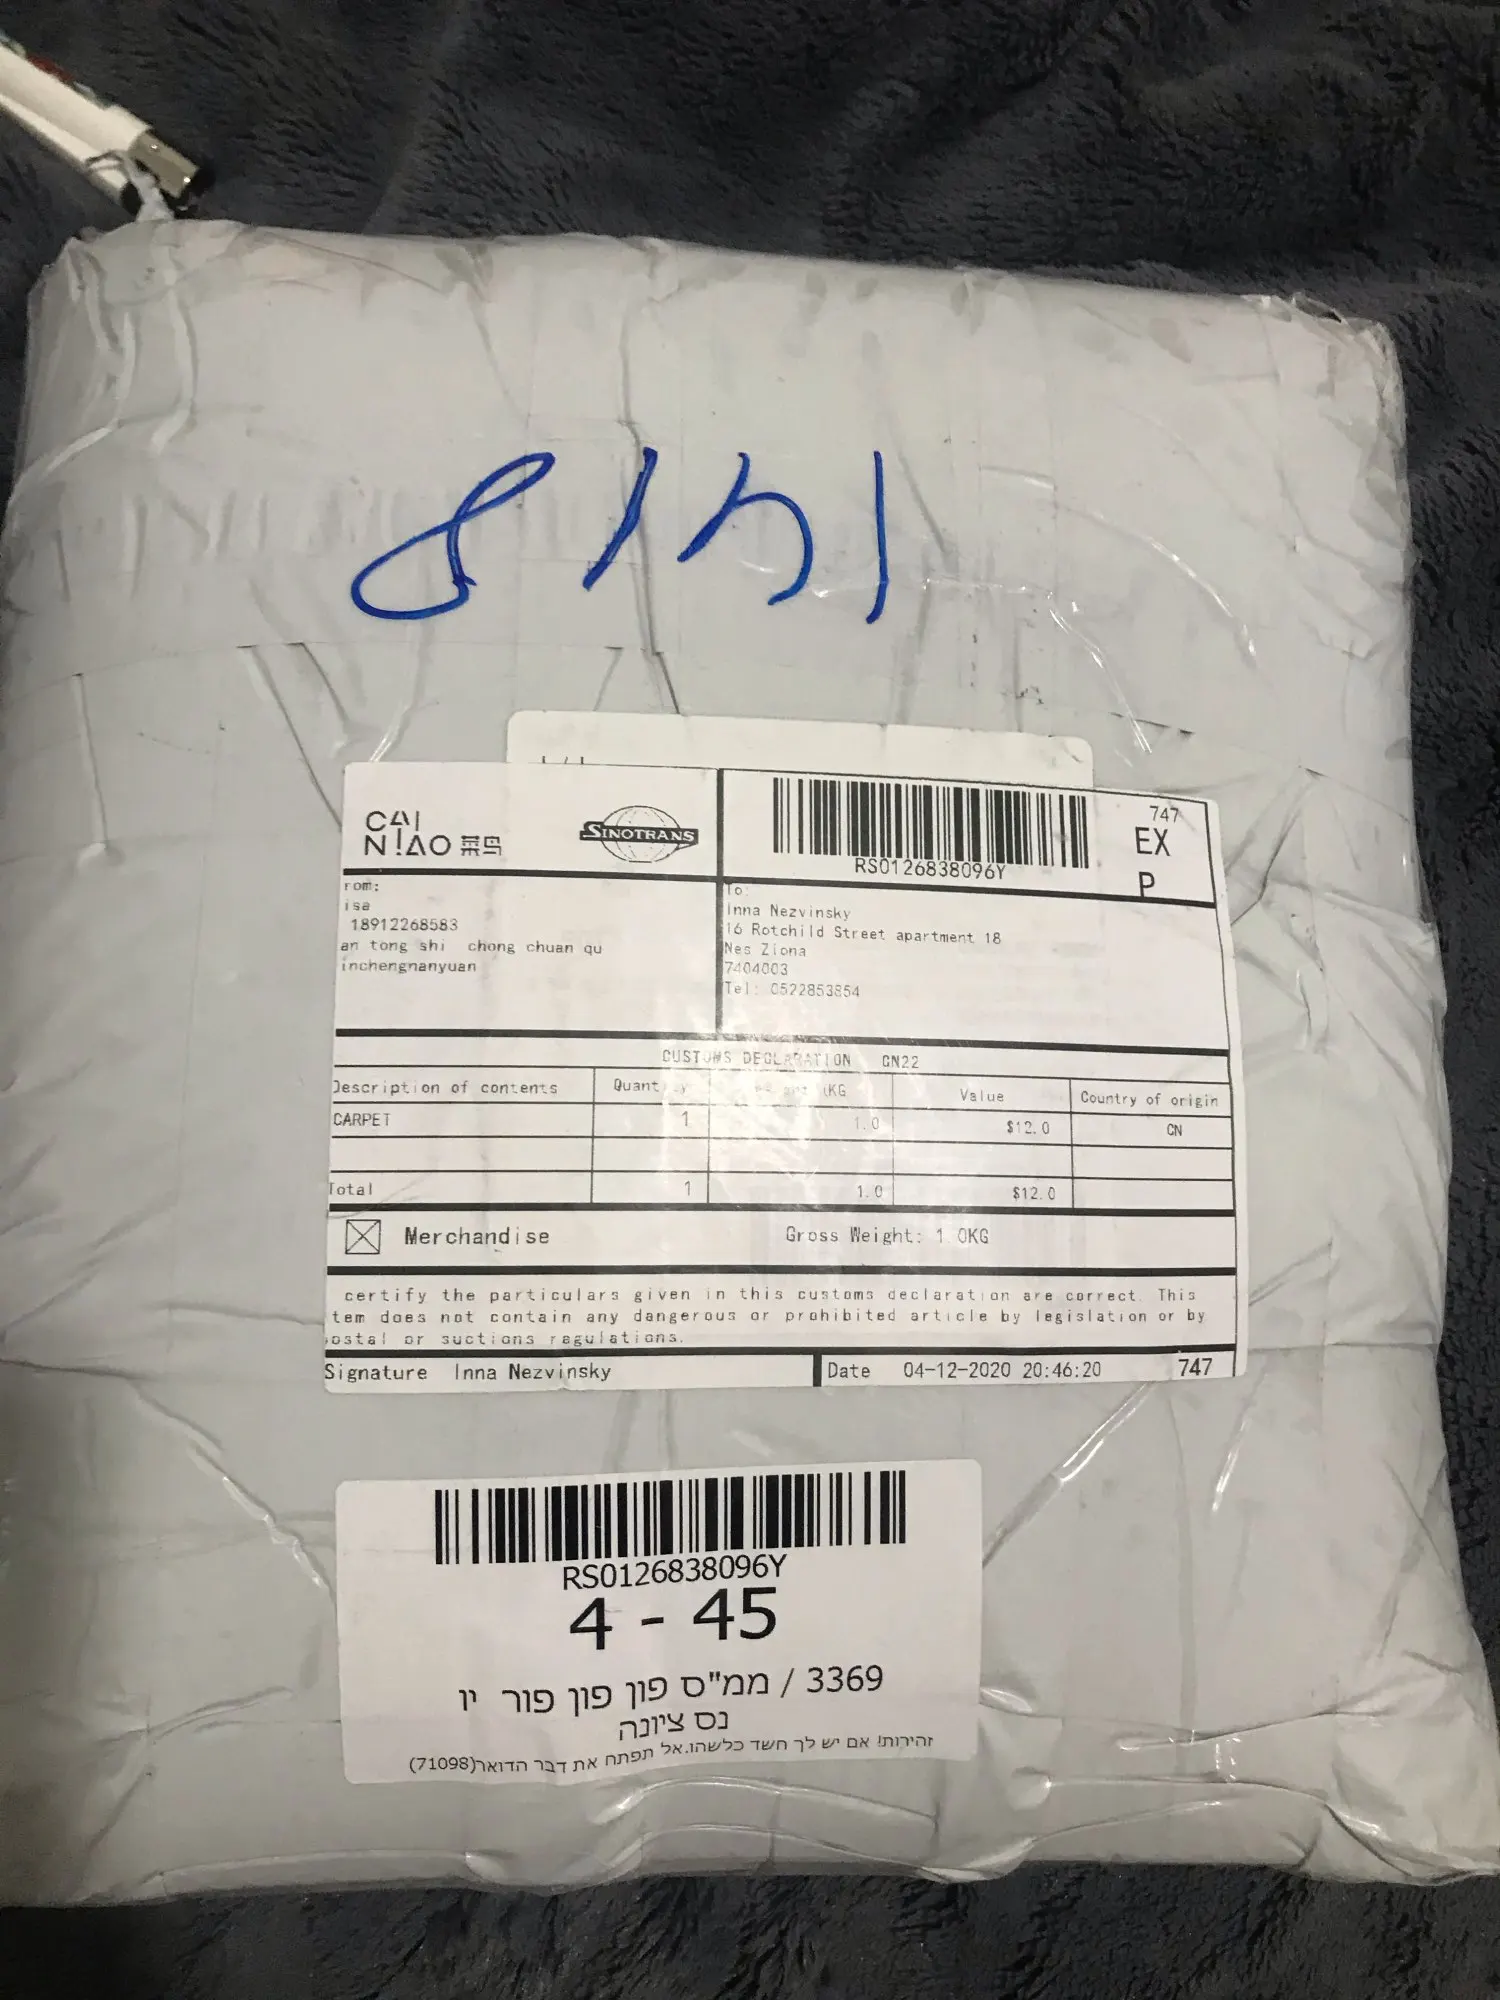 CAI
NIAO 菜鸟
SINOTRANS
RS0126838096Y
747
EX
P
rom:
isa
18912268583
an tong shi chong chuan qu
inchengnanyuan
To:
Inna Nezvinsky
16 Rotchild Street apartment 18
Nes Ziona
7404003
Tel: 0522853854
CUSTOMS DECLARATION CN22
Description of contents Quantity KG Value Country of origin
CARPET 1 1.0 $12.0 CN
Total 1 1.0 $12.0
Merchandise Gross Weight: 1.0KG
certify the particulars given in this customs declaration are correct. This
tem does not contain any dangerous or prohibited article by legislation or by
ostal or suctions regulations.
Signature Inna Nezvinsky Date 04-12-2020 20:46:20 747
RS0126838096Y
4 - 45
3369 / ממ"ס פון פון פור יו
נס ציונה
זהירות! אם יש לך חשד כלשהו.אל תפתח את דבר הדואר(71098)